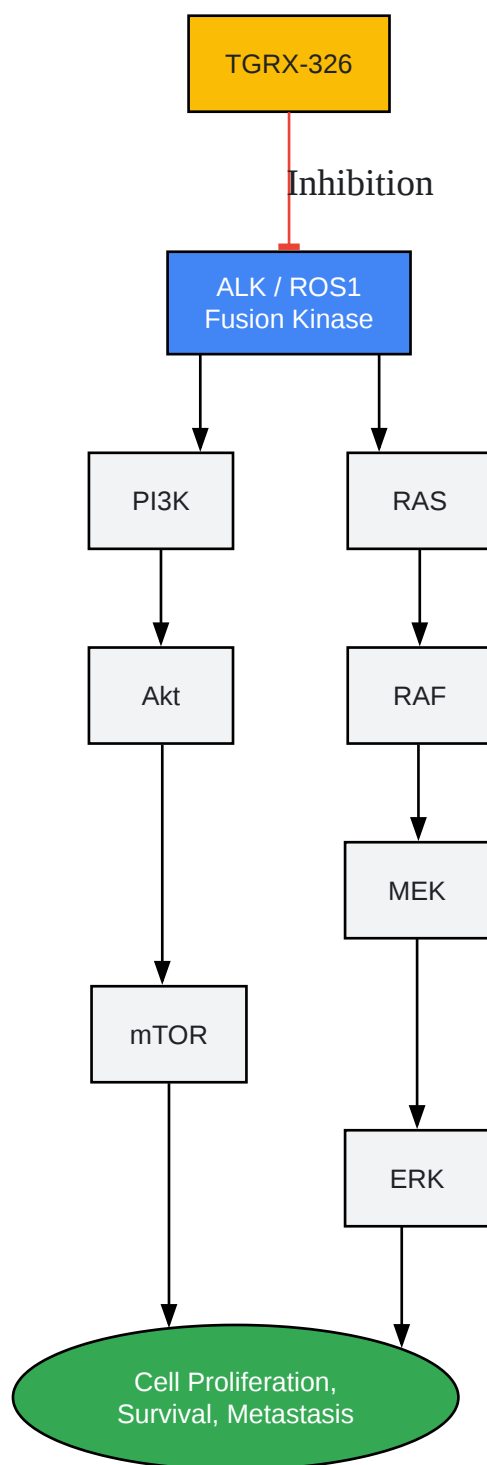 TGRX-326
Inhibition
ALK / ROS1
Fusion Kinase
PI3K
RAS
Akt
RAF
MEK
mTOR
ERK
Cell Proliferation,
Survival, Metastasis